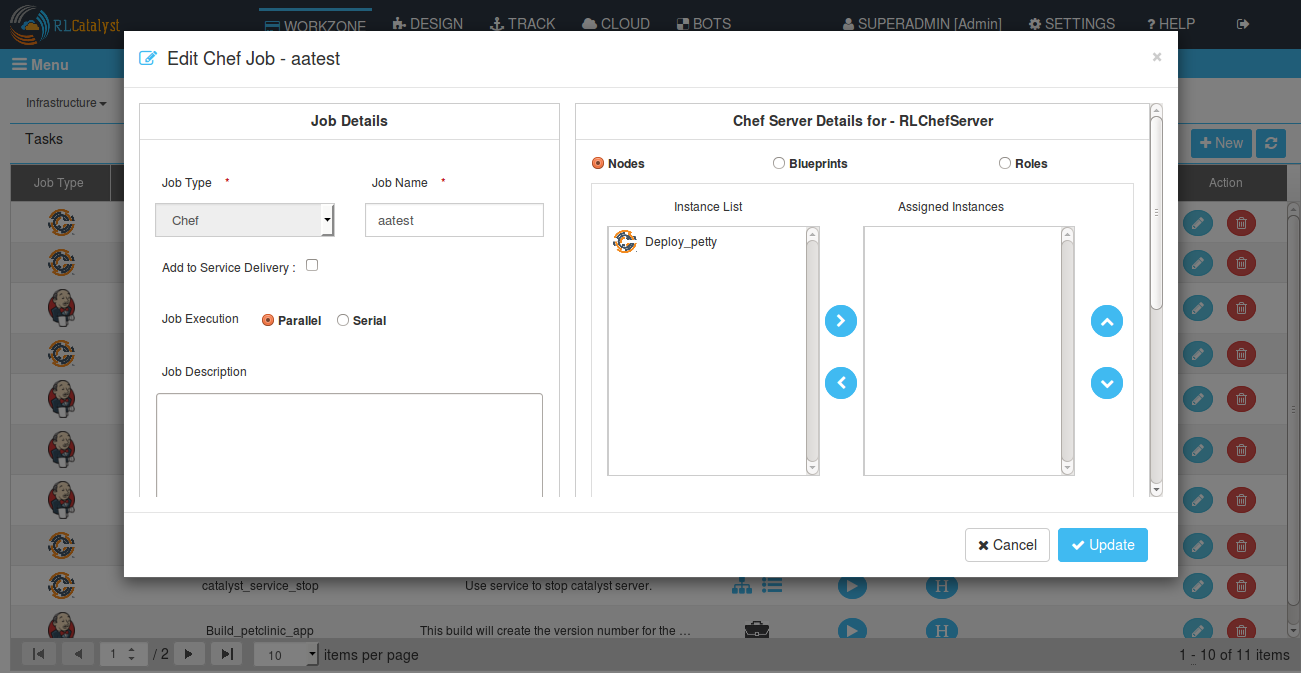 RLCatalyst
WORKZONE
DESIGN
TRACK
CLOUD
BOTS
SUPERADMIN [Admin]
SETTINGS
? HELP
Menu
Edit Chef Job - aatest
×
Infrastructure
Tasks
New
Job Type
Action
Job Details
Job Type *
Job Name *
Chef
aatest
Add to Service Delivery :
Job Execution
Parallel
Serial
Job Description
Chef Server Details for - RLChefServer
Nodes
Blueprints
Roles
Instance List
Assigned Instances
Deploy_petty
Cancel
Update
catalyst_service_stop
Use service to stop catalyst server.
H
Build_petclinic_app
This build will create the version number for the ...
H
1
/ 2
10
items per page
1 - 10 of 11 items